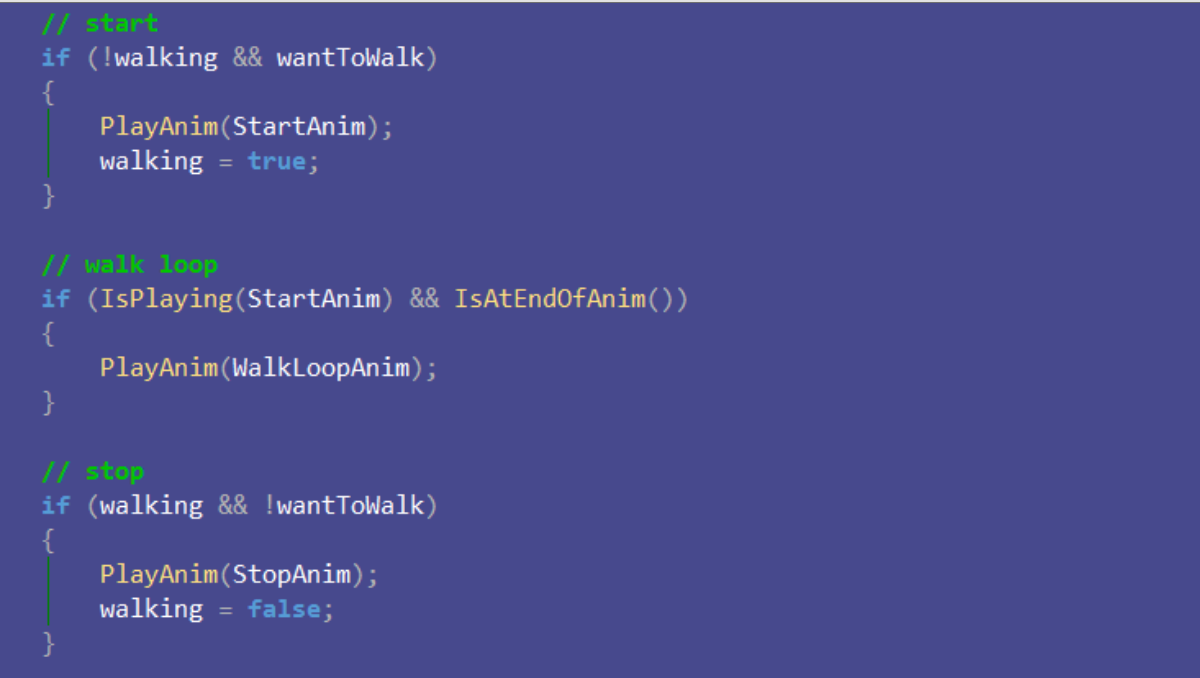 // start
if (!walking && wantToWalk)
{
    PlayAnim(StartAnim);
    walking = true;
}

// walk loop
if (IsPlaying(StartAnim) && IsAtEndOfAnim())
{
    PlayAnim(WalkLoopAnim);
}

// stop
if (walking && !wantToWalk)
{
    PlayAnim(StopAnim);
    walking = false;
}